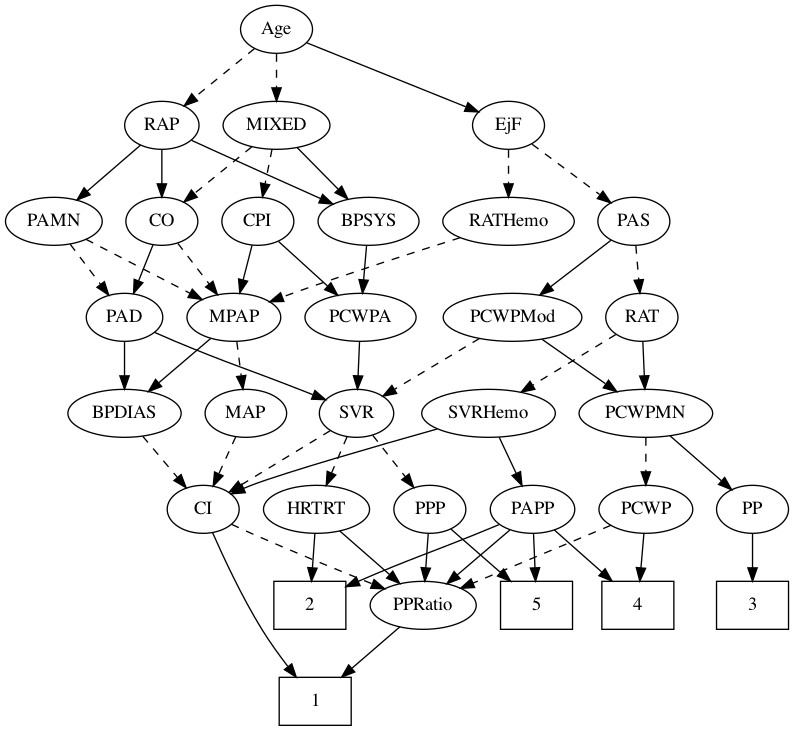 Age
RAP MIXED EjF
PAMN CO CPI BPSYS RATHemo PAS
PAD MPAP PCWPA PCWPMod RAT
BPDIAS MAP SVR SVRHemo PCWPMN
CI HRTRT PPP PAPP PCWP PP
2 PPRatio 5 4 3
1